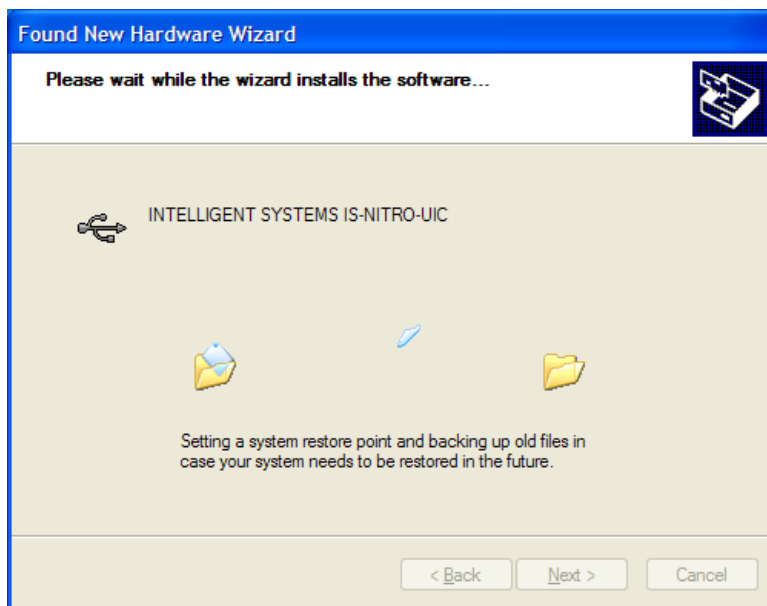 Found New Hardware Wizard
Please wait while the wizard installs the software...
INTELLIGENT SYSTEMS IS-NITRO-UIC
Setting a system restore point and backing up old files in
case your system needs to be restored in the future.
< Back Next > Cancel